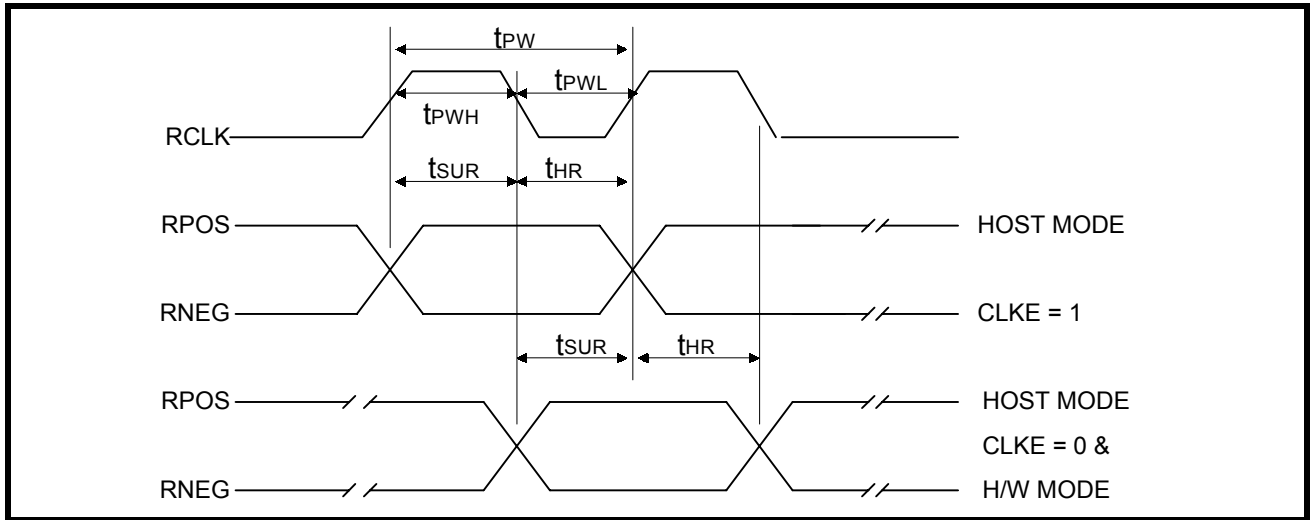 tPW
tPWL
tPWH
RCLK
tSUR tHR
RPOS HOST MODE
RNEG CLKE = 1
tSUR tHR
RPOS HOST MODE
CLKE = 0 &
RNEG H/W MODE